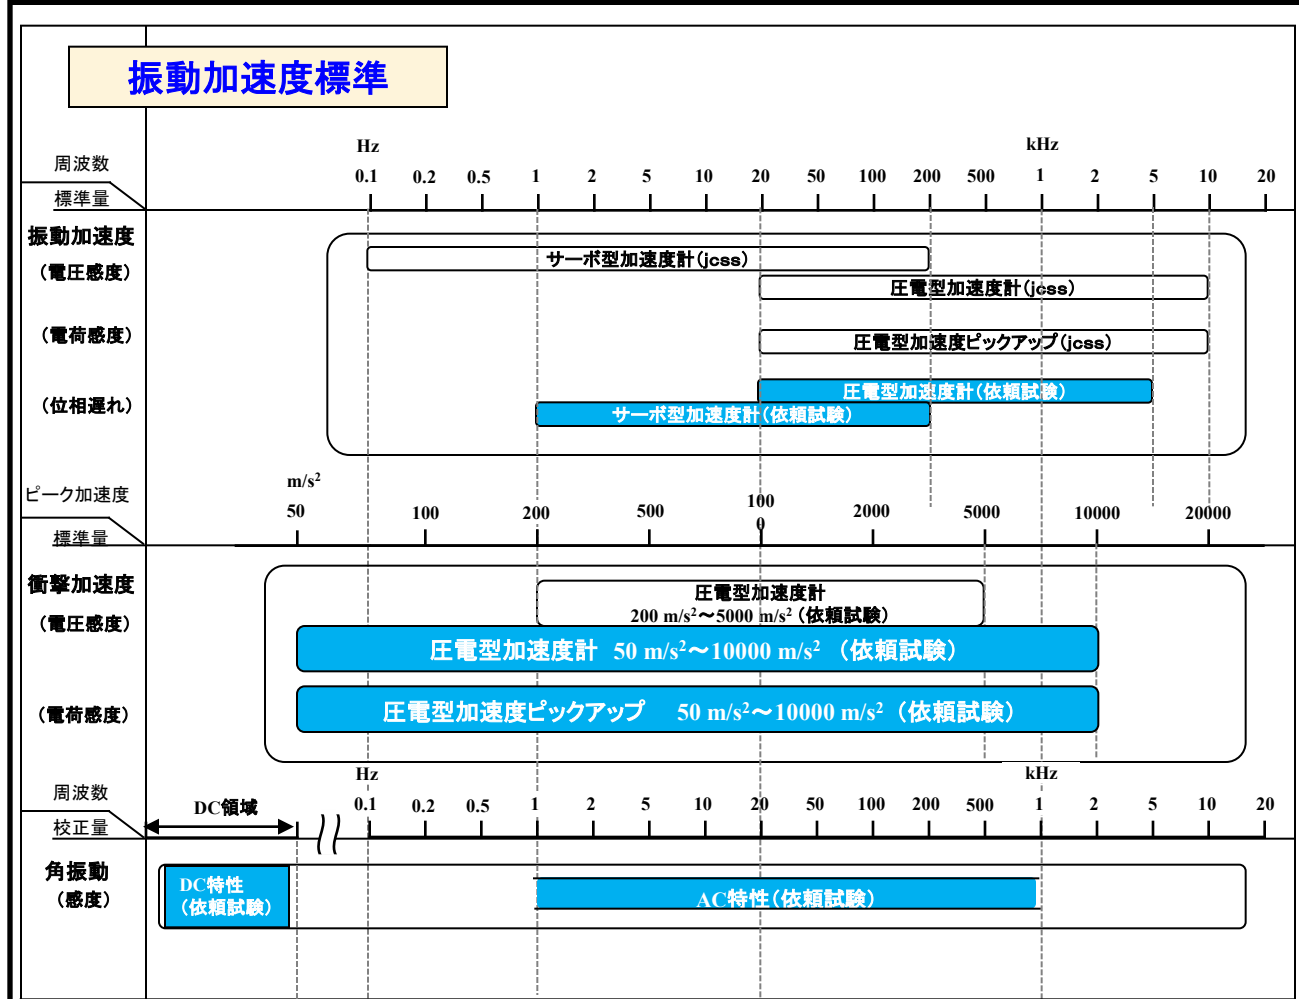 振動加速度標準
Hz
kHz
周波数
0.1 0.2 0.5 1 2 5 10 20 50 100 200 500 1 2 5 10 20
標準量
振動加速度
サーボ型加速度計(jcss)
(電圧感度)
圧電型加速度計(jcss)
(電荷感度)
圧電型加速度ピックアップ(jcss)
圧電型加速度計(依頼試験)
(位相遅れ)
サーボ型加速度計(依頼試験)
m/s²
ピーク加速度
50 100 200 500 100
0 2000 5000 10000 20000
標準量
衝撃加速度
圧電型加速度計
200 m/s²～5000 m/s² (依頼試験)
(電圧感度)
圧電型加速度計 50 m/s²～10000 m/s² (依頼試験)
(電荷感度)
圧電型加速度ピックアップ 50 m/s²～10000 m/s² (依頼試験)
Hz
kHz
周波数
DC領域
0.1 0.2 0.5 1 2 5 10 20 50 100 200 500 1 2 5 10 20
校正量
角振動
(感度)
DC特性
(依頼試験)
AC特性(依頼試験)